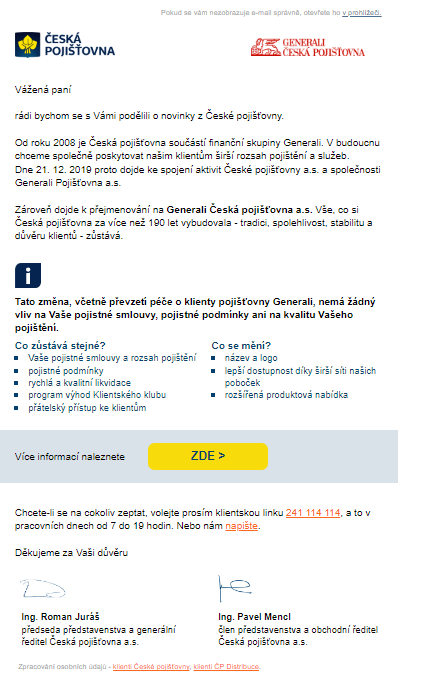 Pokud se vám nezobrazuje e-mail správně, otevřete ho v prohlížeči.
ČESKÁ
POJIŠŤOVNA
GENERALI
ČESKÁ POJIŠŤOVNA
Vážená paní
rádi bychom se s Vámi podělili o novinky z České pojišťovny.
Od roku 2008 je Česká pojišťovna součástí finanční skupiny Generali. V budoucnu
chceme společně poskytovat našim klientům širší rozsah pojištění a služeb.
Dne 21. 12. 2019 proto dojde ke spojení aktivit České pojišťovny a.s. a společnosti
Generali Pojišťovna a.s.
Zároveň dojde k přejmenování na Generali Česká pojišťovna a.s. Vše, co si
Česká pojišťovna za více než 190 let vybudovala - tradici, spolehlivost, stabilitu a
důvěru klientů - zůstává.
i
Tato změna, včetně převzetí péče o klienty pojišťovny Generali, nemá žádný
vliv na Vaše pojistné smlouvy, pojistné podmínky ani na kvalitu Vašeho
pojištění.
Co zůstává stejné?
Vaše pojistné smlouvy a rozsah pojištění
pojistné podmínky
rychlá a kvalitní likvidace
program výhod Klientského klubu
přátelský přístup ke klientům
Co se mění?
název a logo
lepší dostupnost díky širší síti našich
poboček
rozšířená produktová nabídka
Více informací naleznete
ZDE >
Chcete-li se na cokoliv zeptat, volejte prosím klientskou linku 241 114 114, a to v
pracovních dnech od 7 do 19 hodin. Nebo nám napište.
Děkujeme za Vaši důvěru
Ing. Roman Juráš
předseda představenstva a generální
ředitel Česká pojišťovna a.s.
Ing. Pavel Mencl
člen představenstva a obchodní ředitel
Česká pojišťovna a.s.
Zpracování osobních údajů - klienti České pojišťovny, klienti ČP Distribuce.